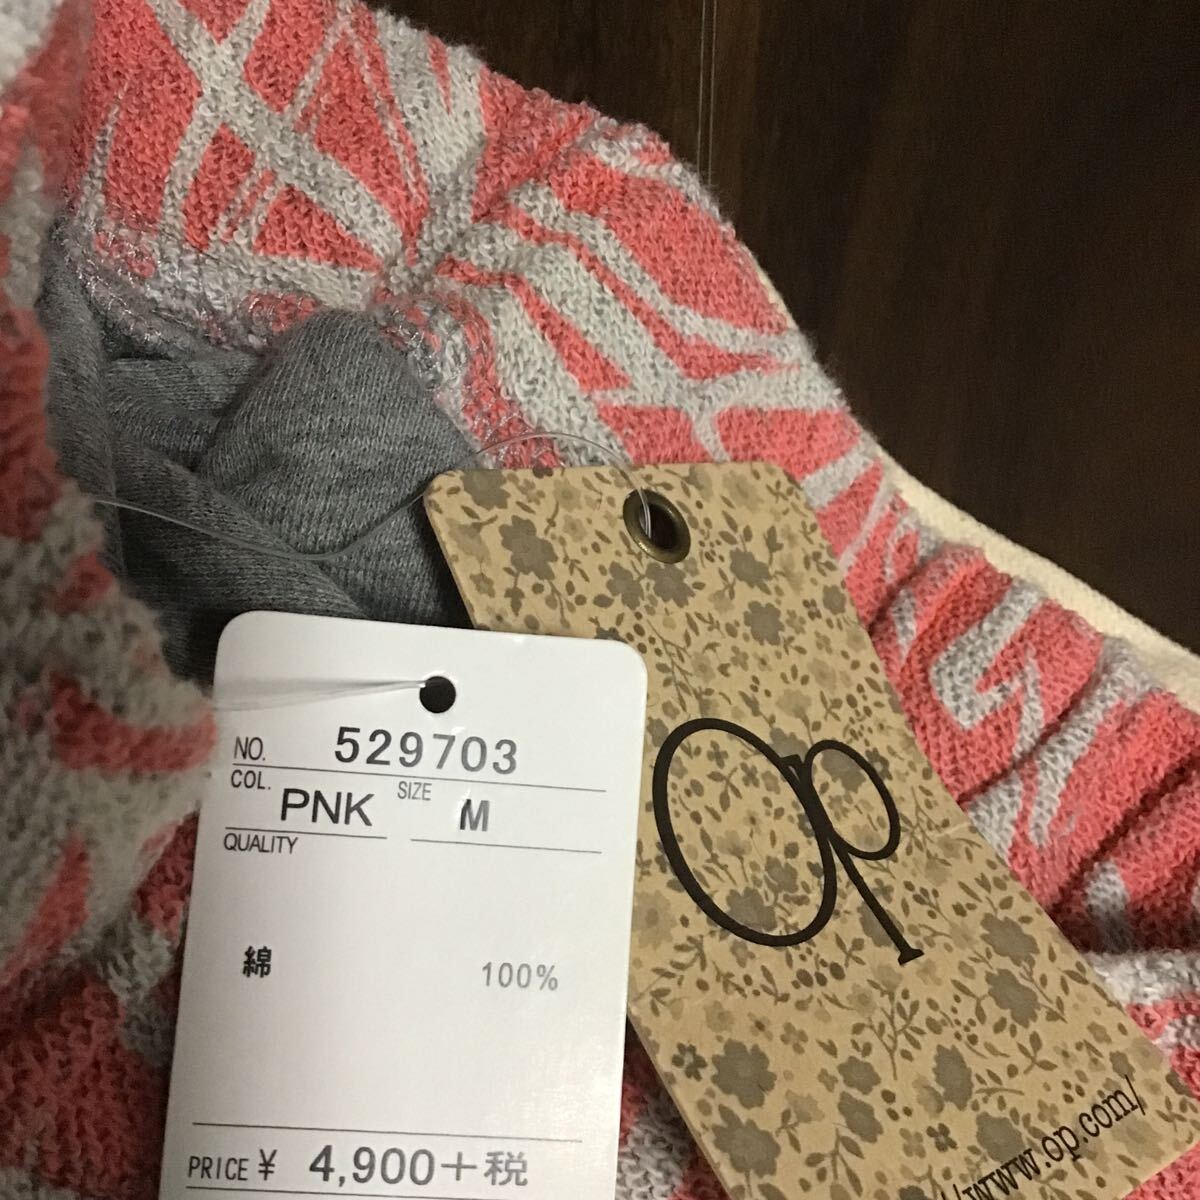 NO. 529703
COL. PNK SIZE M
QUALITY
綿 100%
PRICE ¥ 4,900+税
Op
//www.op.com/